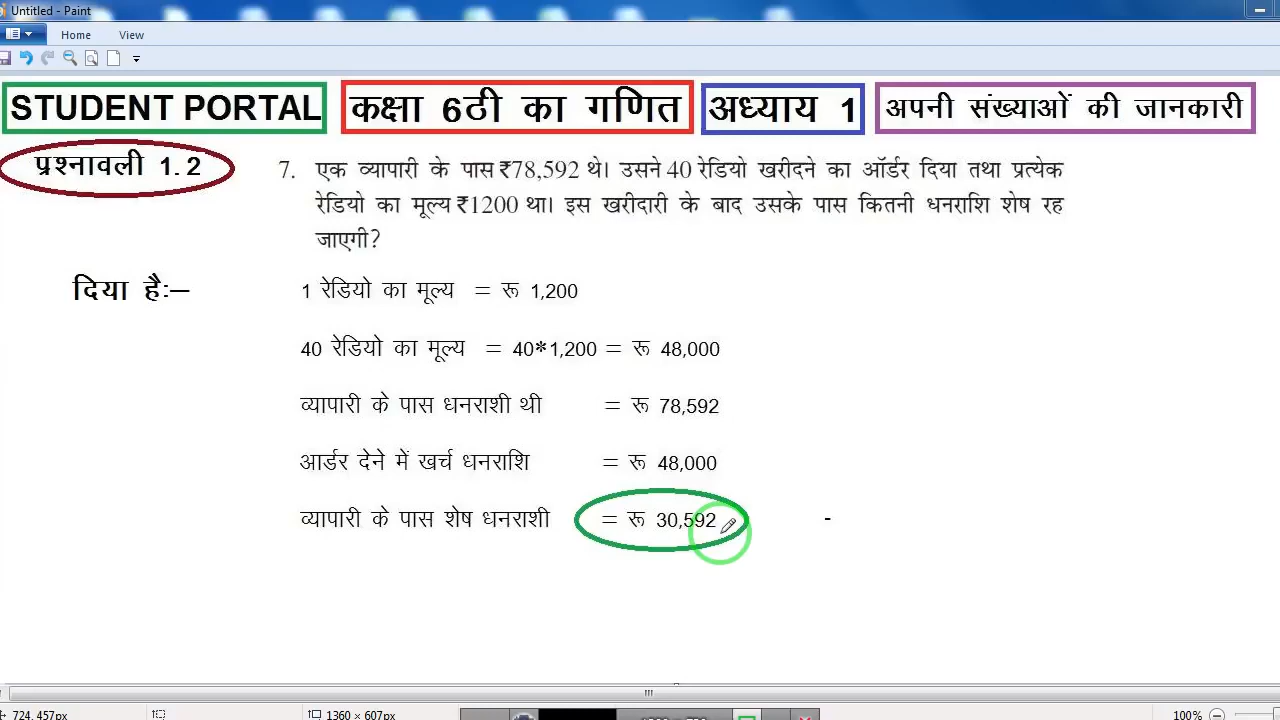 Untitled - Paint
Home View
STUDENT PORTAL कक्षा 6ठी का गणित अध्याय 1 अपनी संख्याओं की जानकारी
प्रश्नावली 1.2
7. एक व्यापारी के पास ₹78,592 थे। उसने 40 रेडियो खरीदने का ऑर्डर दिया तथा प्रत्येक
रेडियो का मूल्य ₹1200 था। इस खरीदारी के बाद उसके पास कितनी धनराशि शेष रह
जाएगी?
दिया हैः–
1 रेडियो का मूल्य = रू 1,200
40 रेडियो का मूल्य = 40*1,200 = रू 48,000
व्यापारी के पास धनराशी थी = रू 78,592
आर्डर देने में खर्च धनराशि = रू 48,000
व्यापारी के पास शेष धनराशी = रू 30,592 -
724, 457px 1360 × 607px 100%